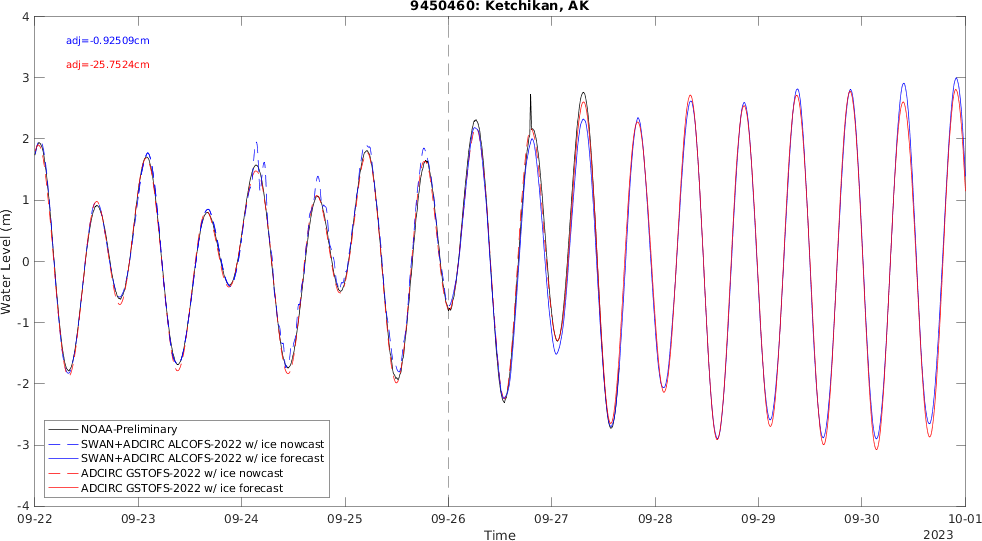 9450460: Ketchikan, AK
adj=-0.92509cm
adj=-25.7524cm
4
3
2
1
0
-1
-2
-3
-4
Water Level (m)
NOAA-Preliminary
SWAN+ADCIRC ALCOFS-2022 w/ ice nowcast
SWAN+ADCIRC ALCOFS-2022 w/ ice forecast
ADCIRC GSTOFS-2022 w/ ice nowcast
ADCIRC GSTOFS-2022 w/ ice forecast
09-22 09-23 09-24 09-25 09-26 09-27 09-28 09-29 09-30 10-01
Time
2023